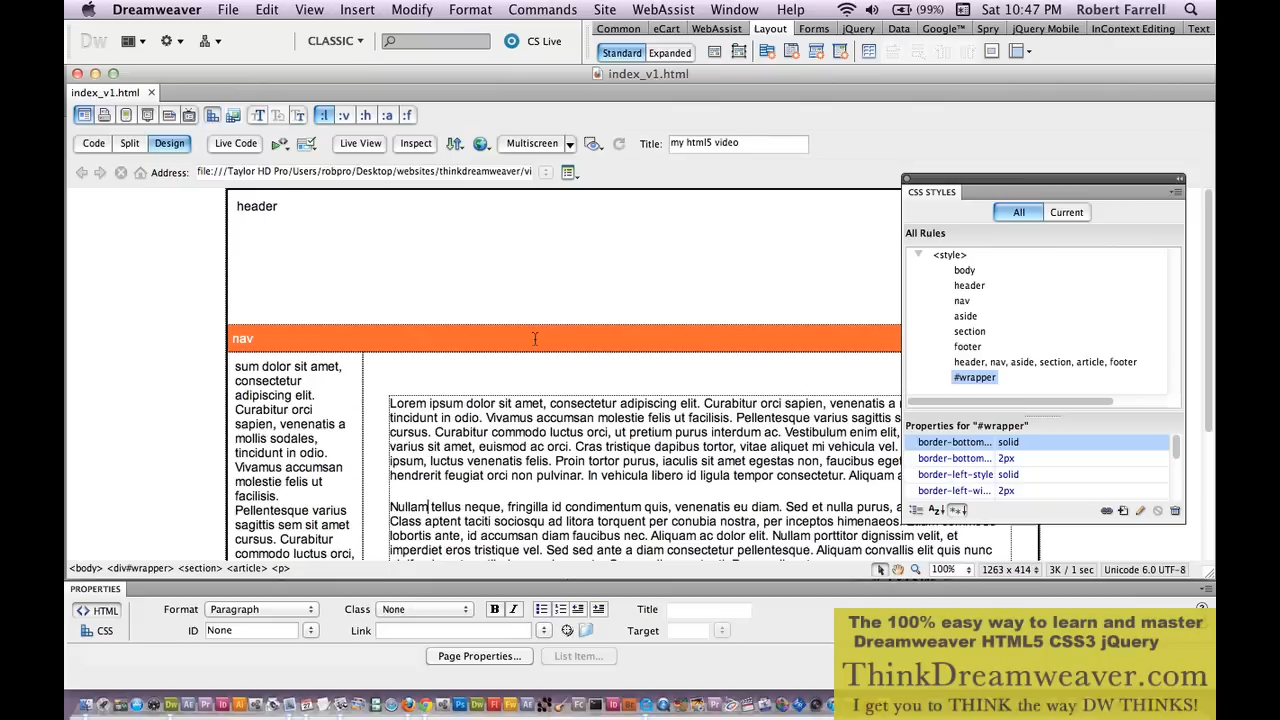 Dreamweaver File Edit View Insert Modify Format Commands Site WebAssist Window Help (99%) Sat 10:47 PM Robert Farrell
Dw CLASSIC CS Live
Common eCart WebAssist Layout Forms jQuery Data Google™ Spry jQuery Mobile InContext Editing Text
Standard Expanded
index_v1.html
index_v1.html
:l :v :h :a :f
Code Split Design Live Code Live View Inspect Multiscreen Title: my html5 video
Address: file:///Taylor HD Pro/Users/robpro/Desktop/websites/thinkdreamweaver/vi
header
nav
sum dolor sit amet,
consectetur
adipiscing elit.
Curabitur orci
sapien, venenatis a
mollis sodales,
tincidunt in odio.
Vivamus accumsan
molestie felis ut
facilisis.
Pellentesque varius
sagittis sem sit amet
cursus. Curabitur
commodo luctus orci,
Lorem ipsum dolor sit amet, consectetur adipiscing elit. Curabitur orci sapien, venenatis a
tincidunt in odio. Vivamus accumsan molestie felis ut facilisis. Pellentesque varius sagittis s
cursus. Curabitur commodo luctus orci, ut pretium purus interdum ac. Vestibulum enim elit,
varius sit amet, euismod ac orci. Cras tristique dapibus tortor, vitae aliquet mi vehicula ut
ipsum, luctus venenatis felis. Proin tortor purus, iaculis sit amet egestas non, faucibus eget
hendrerit feugiat orci non pulvinar. In vehicula libero id ligula tempor consectetur. Aliquam a
Nullam tellus neque, fringilla id condimentum quis, venenatis eu diam. Sed et nulla purus, a
Class aptent taciti sociosqu ad litora torquent per conubia nostra, per inceptos himenaeos.
lobortis ante, id accumsan diam faucibus nec. Aliquam ac dolor elit. Nullam porttitor dignissim velit, et
imperdiet eros tristique vel. Sed sed ante a diam consectetur pellentesque. Aliquam convallis elit quis nunc
CSS STYLES
All Current
All Rules
<style>
body
header
nav
aside
section
footer
header, nav, aside, section, article, footer
#wrapper
Properties for "#wrapper"
border-bottom... solid
border-bottom... 2px
border-left-style solid
border-left-wi... 2px
<body> <div#wrapper> <section> <article> <p> 100% 1263 x 414 3K / 1 sec Unicode 6.0 UTF-8
PROPERTIES
HTML Format Paragraph Class None B I Title
CSS ID None Link Target
Page Properties... List Item...
The 100% easy way to learn and master
Dreamweaver HTML5 CSS3 jQuery
ThinkDreamweaver.com
I get you to THINK the way DW THINKS!